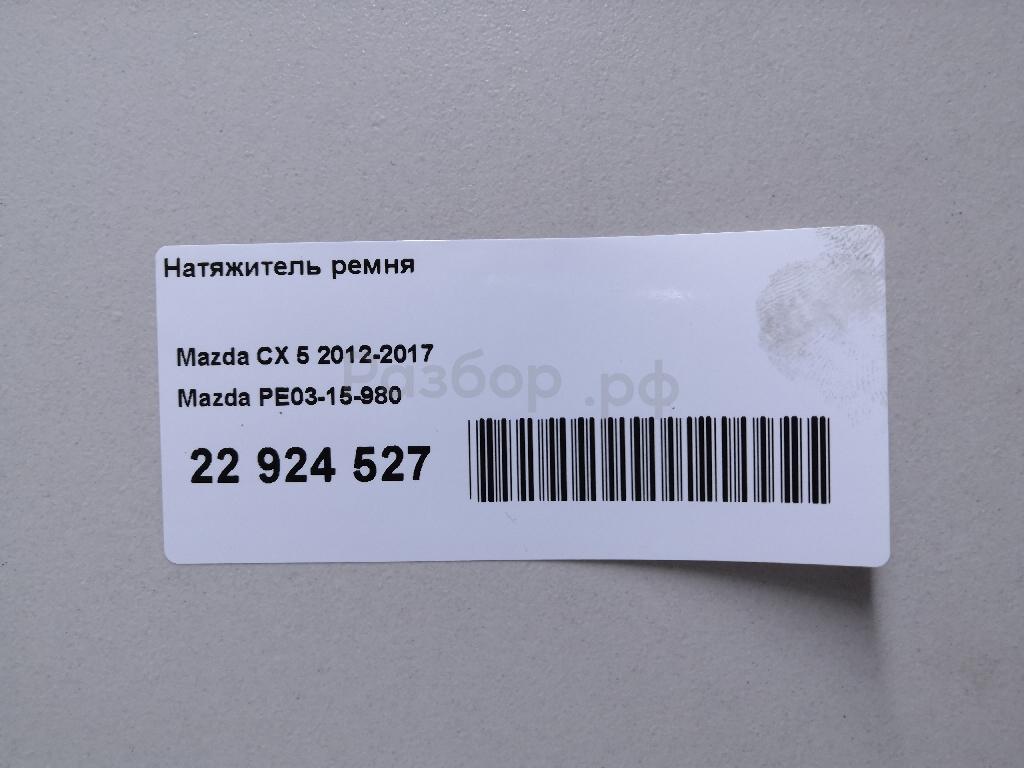 Натяжитель ремня
Mazda CX 5 2012-2017
Mazda PE03-15-980
Разбор.рф
22 924 527